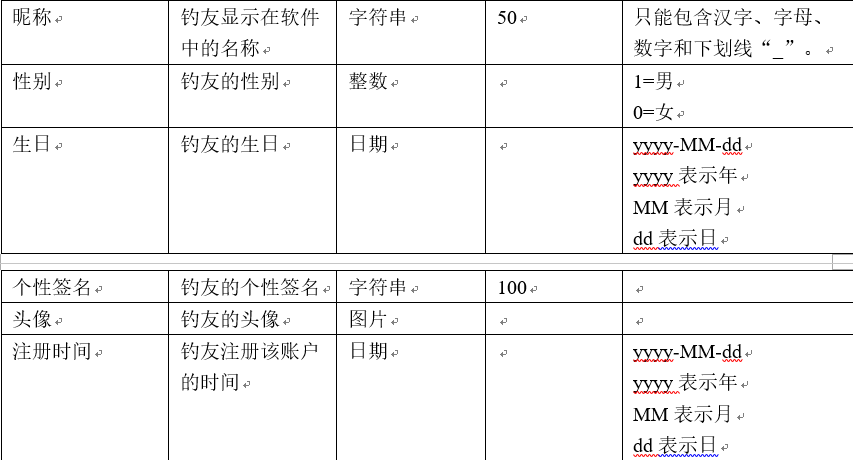 昵称
钓友显示在软件
中的名称
字符串
50
只能包含汉字、字母、
数字和下划线“_”。
性别
钓友的性别
整数
1=男
0=女
生日
钓友的生日
日期
yyyy-MM-dd
yyyy 表示年
MM 表示月
dd 表示日
个性签名
钓友的个性签名
字符串
100
头像
钓友的头像
图片
注册时间
钓友注册该账户
的时间
日期
yyyy-MM-dd
yyyy 表示年
MM 表示月
dd 表示日